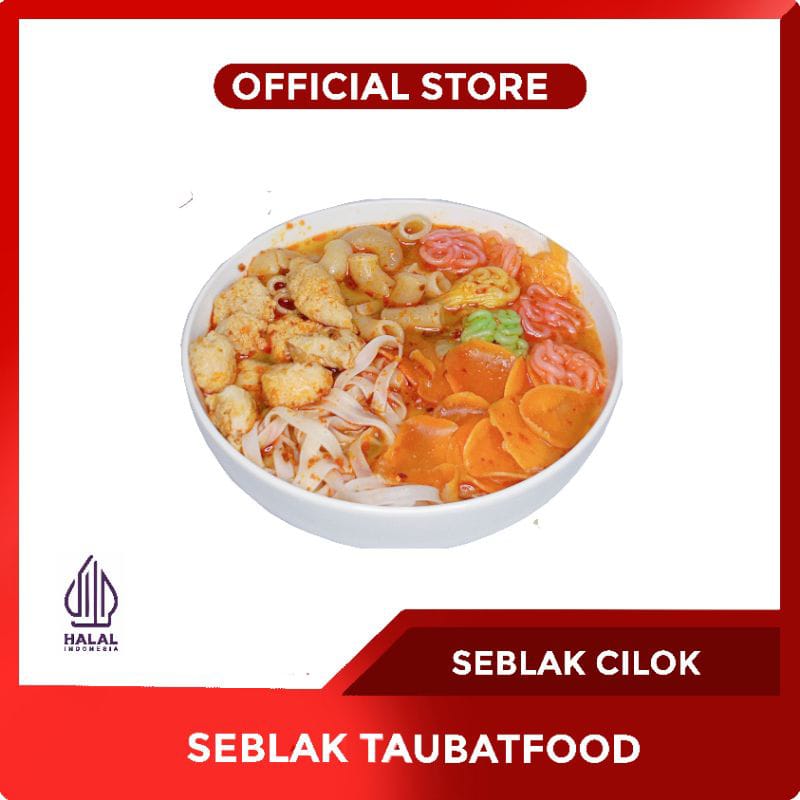 OFFICIAL STORE
HALAL
INDONESIA
SEBLAK CILOK
SEBLAK TAUBATFOOD